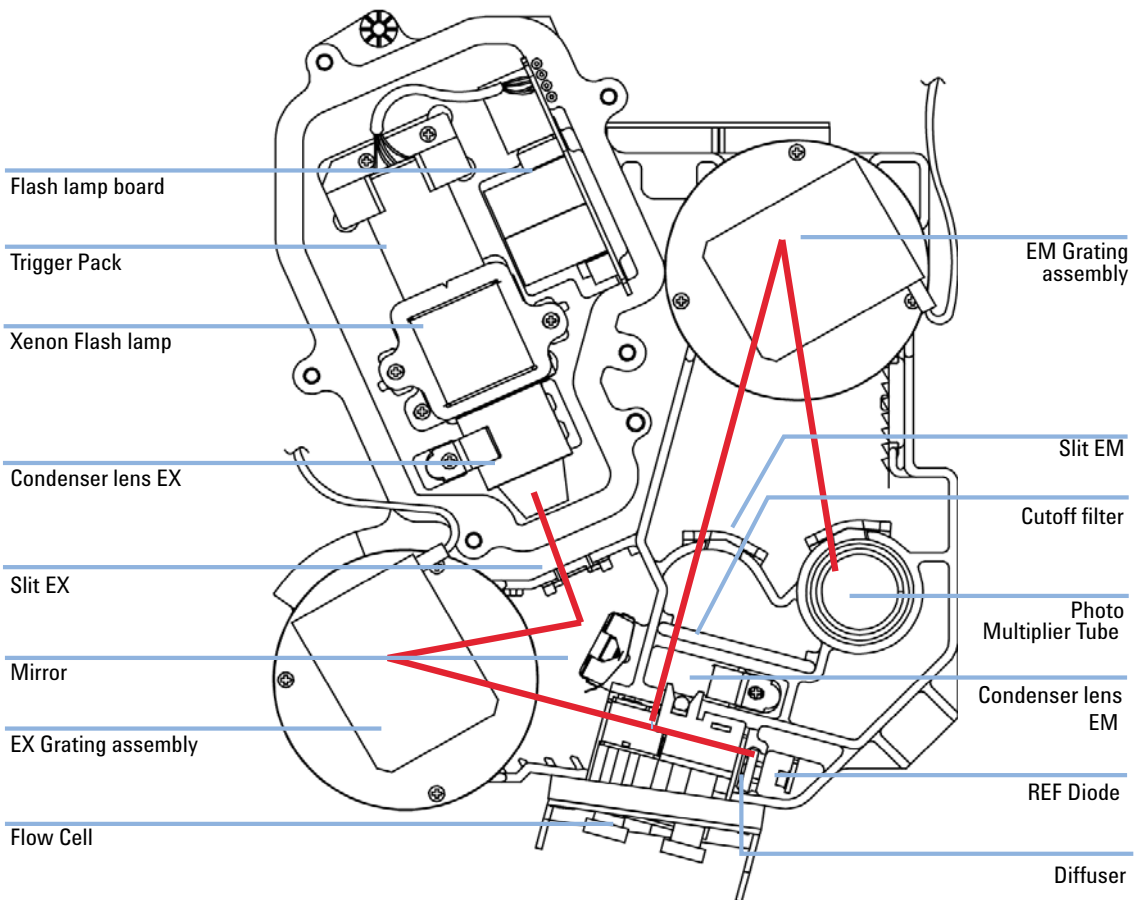 Flash lamp board
Trigger Pack
Xenon Flash lamp
Condenser lens EX
Slit EX
Mirror
EX Grating assembly
Flow Cell
EM Grating
assembly
Slit EM
Cutoff filter
Photo
Multiplier Tube
Condenser lens
EM
REF Diode
Diffuser